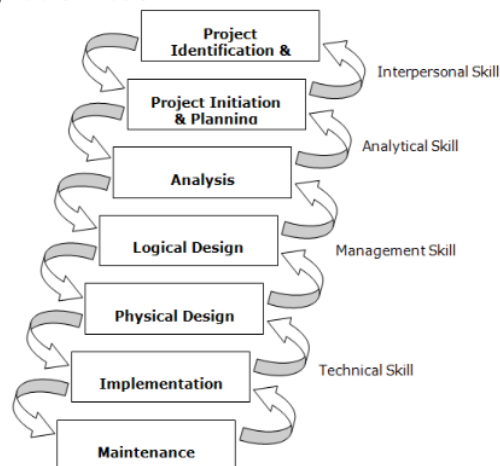 Project
Identification &
Interpersonal Skill
Project Initiation
& Planning
Analytical Skill
Analysis
Logical Design
Management Skill
Physical Design
Technical Skill
Implementation
Maintenance